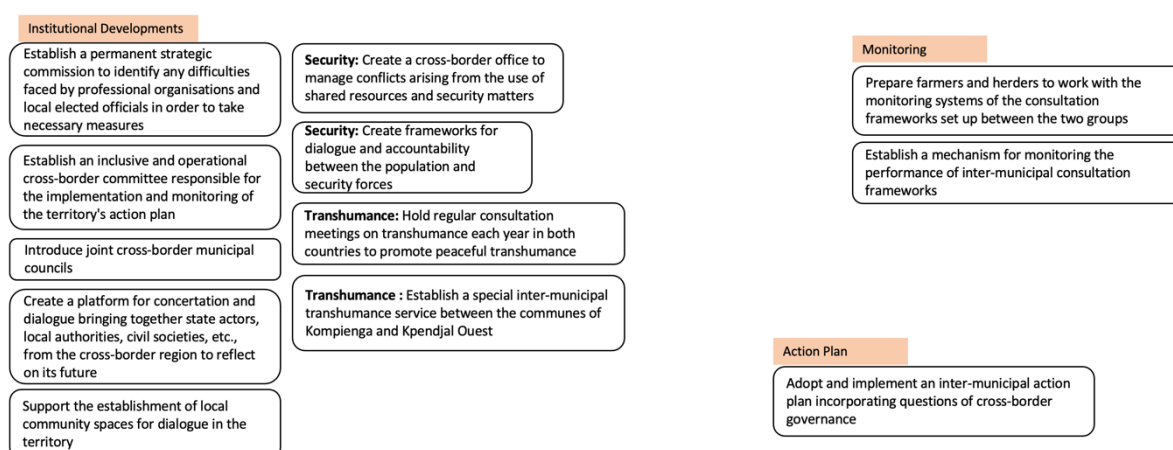 Institutional Developments
Establish a permanent strategic
commission to identify any difficulties
faced by professional organisations and
local elected officials in order to take
necessary measures
Establish an inclusive and operational
cross-border committee responsible for
the implementation and monitoring of
the territory's action plan
Introduce joint cross-border municipal
councils
Create a platform for concertation and
dialogue bringing together state actors,
local authorities, civil societies, etc.,
from the cross-border region to reflect
on its future
Support the establishment of local
community spaces for dialogue in the
territory
Security: Create a cross-border office to
manage conflicts arising from the use of
shared resources and security matters
Security: Create frameworks for
dialogue and accountability
between the population and
security forces
Transhumance: Hold regular consultation
meetings on transhumance each year in both
countries to promote peaceful transhumance
Transhumance : Establish a special inter-municipal
transhumance service between the communes of
Kompienga and Kpendjal Ouest
Monitoring
Prepare farmers and herders to work with the
monitoring systems of the consultation
frameworks set up between the two groups
Establish a mechanism for monitoring the
performance of inter-municipal consultation
frameworks
Action Plan
Adopt and implement an inter-municipal action
plan incorporating questions of cross-border
governance